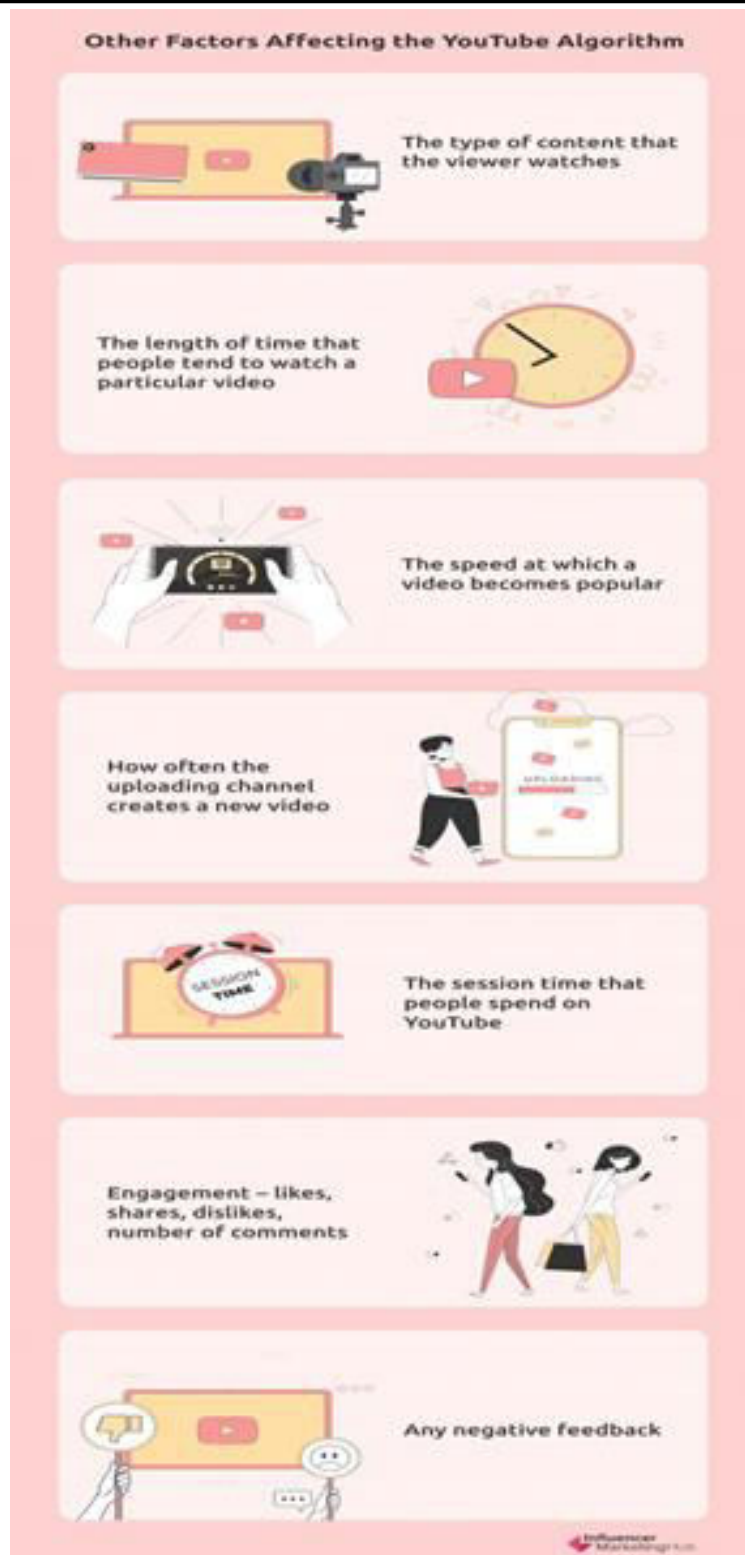 Other Factors Affecting the YouTube Algorithm
The type of content that
the viewer watches
The length of time that
people tend to watch a
particular video
The speed at which a
video becomes popular
How often the
uploading channel
creates a new video
UPLOADING
SESSION
TIME
The session time that
people spend on
YouTube
Engagement – likes,
shares, dislikes,
number of comments
Any negative feedback
Influencer
MarketingHub